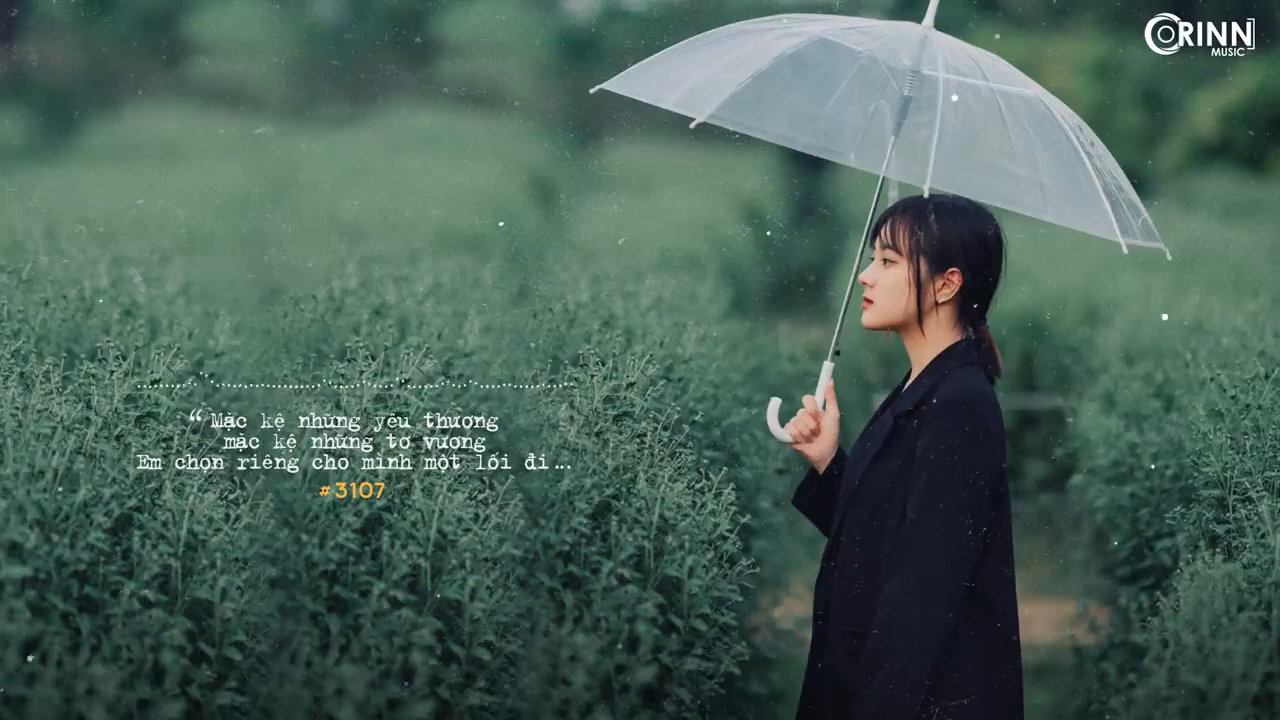 ORINN
MUSIC
“Mặc kệ những yêu thương
mặc kệ những tơ vương
Em chọn riêng cho mình một lối đi...
#3107